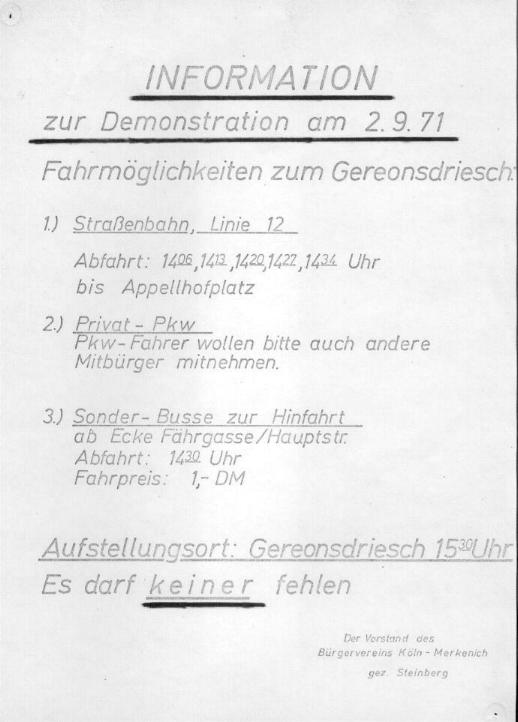 INFORMATION
zur Demonstration am 2.9.71
Fahrmöglichkeiten zum Gereonsdriesch:
1.) Straßenbahn, Linie 12
Abfahrt: 14⁰⁶, 14¹³, 14²⁰, 14²⁷, 14³⁴ Uhr
bis Appellhofplatz
2.) Privat-Pkw
Pkw-Fahrer wollen bitte auch andere
Mitbürger mitnehmen.
3.) Sonder-Busse zur Hinfahrt
ab Ecke Fährgasse/Hauptstr.
Abfahrt: 14³⁰ Uhr
Fahrpreis: 1,- DM
Aufstellungsort: Gereonsdriesch 15³⁰ Uhr
Es darf keiner fehlen
Der Vorstand des
Bürgervereins Köln-Merkenich
gez. Steinberg